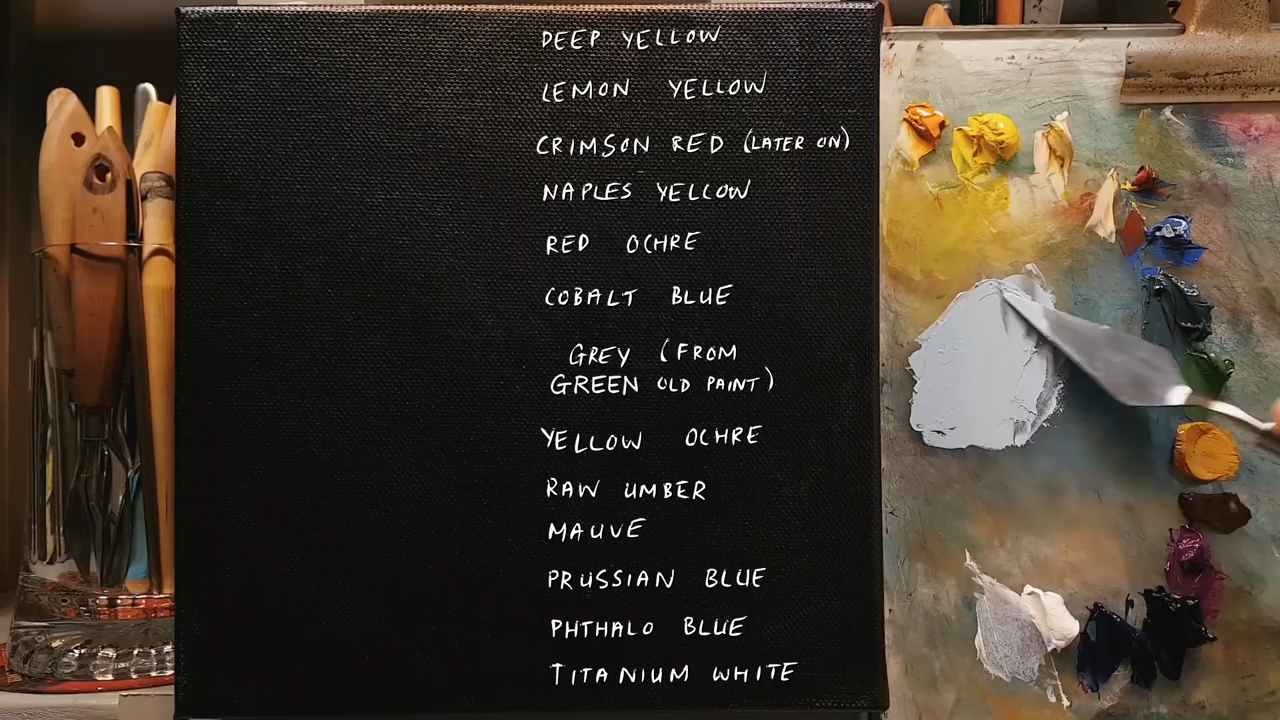 DEEP YELLOW
LEMON YELLOW
CRIMSON RED (LATER ON)
NAPLES YELLOW
RED OCHRE
COBALT BLUE
GREY (FROM
GREEN OLD PAINT)
YELLOW OCHRE
RAW UMBER
MAUVE
PRUSSIAN BLUE
PHTHALO BLUE
TITANIUM WHITE